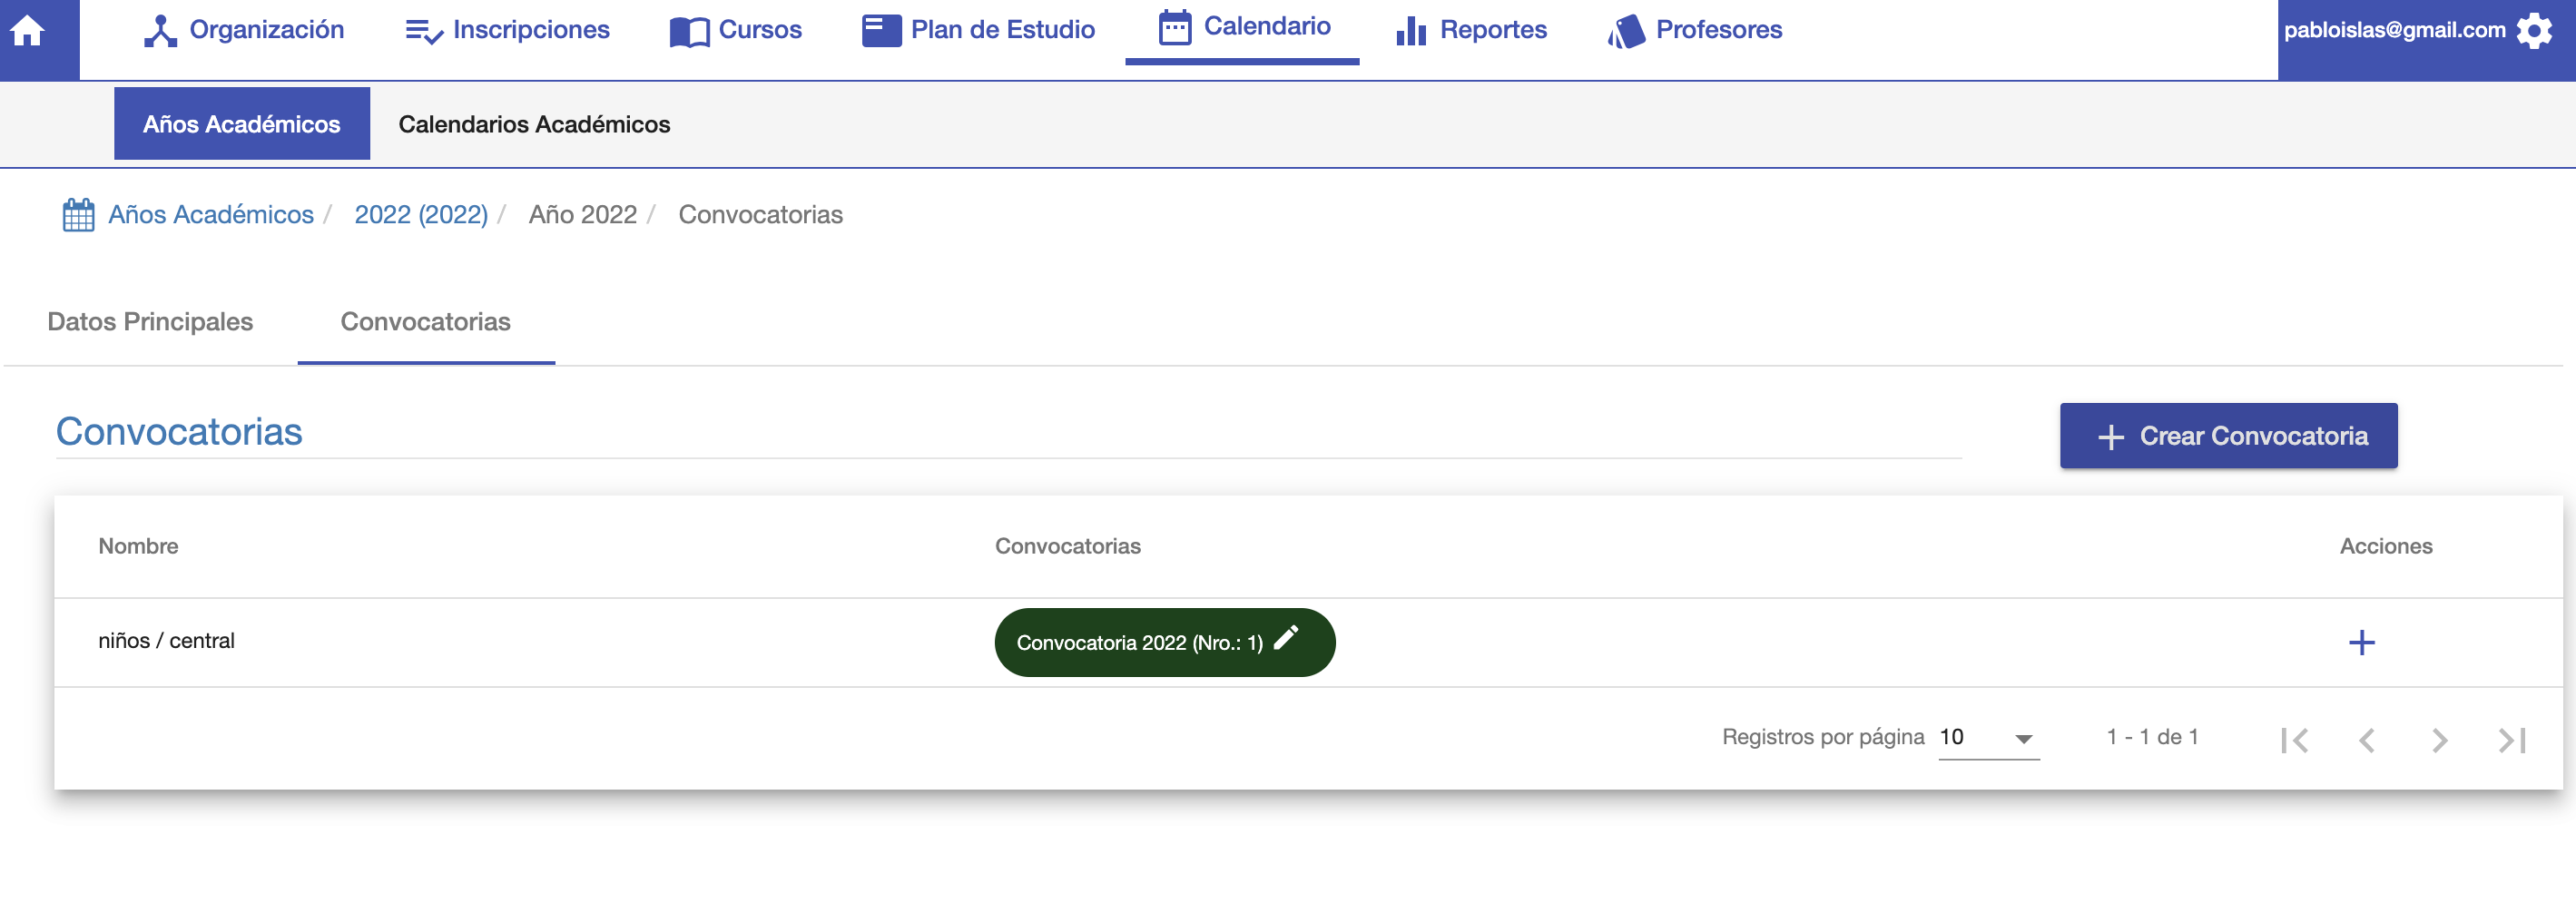 Organización Inscripciones Cursos Plan de Estudio Calendario Reportes Profesores pabloislas@gmail.com
Años Académicos Calendarios Académicos
Años Académicos / 2022 (2022) / Año 2022 / Convocatorias
Datos Principales Convocatorias
Convocatorias + Crear Convocatoria
Nombre Convocatorias Acciones
niños / central Convocatoria 2022 (Nro.: 1) +
Registros por página 10 1 - 1 de 1